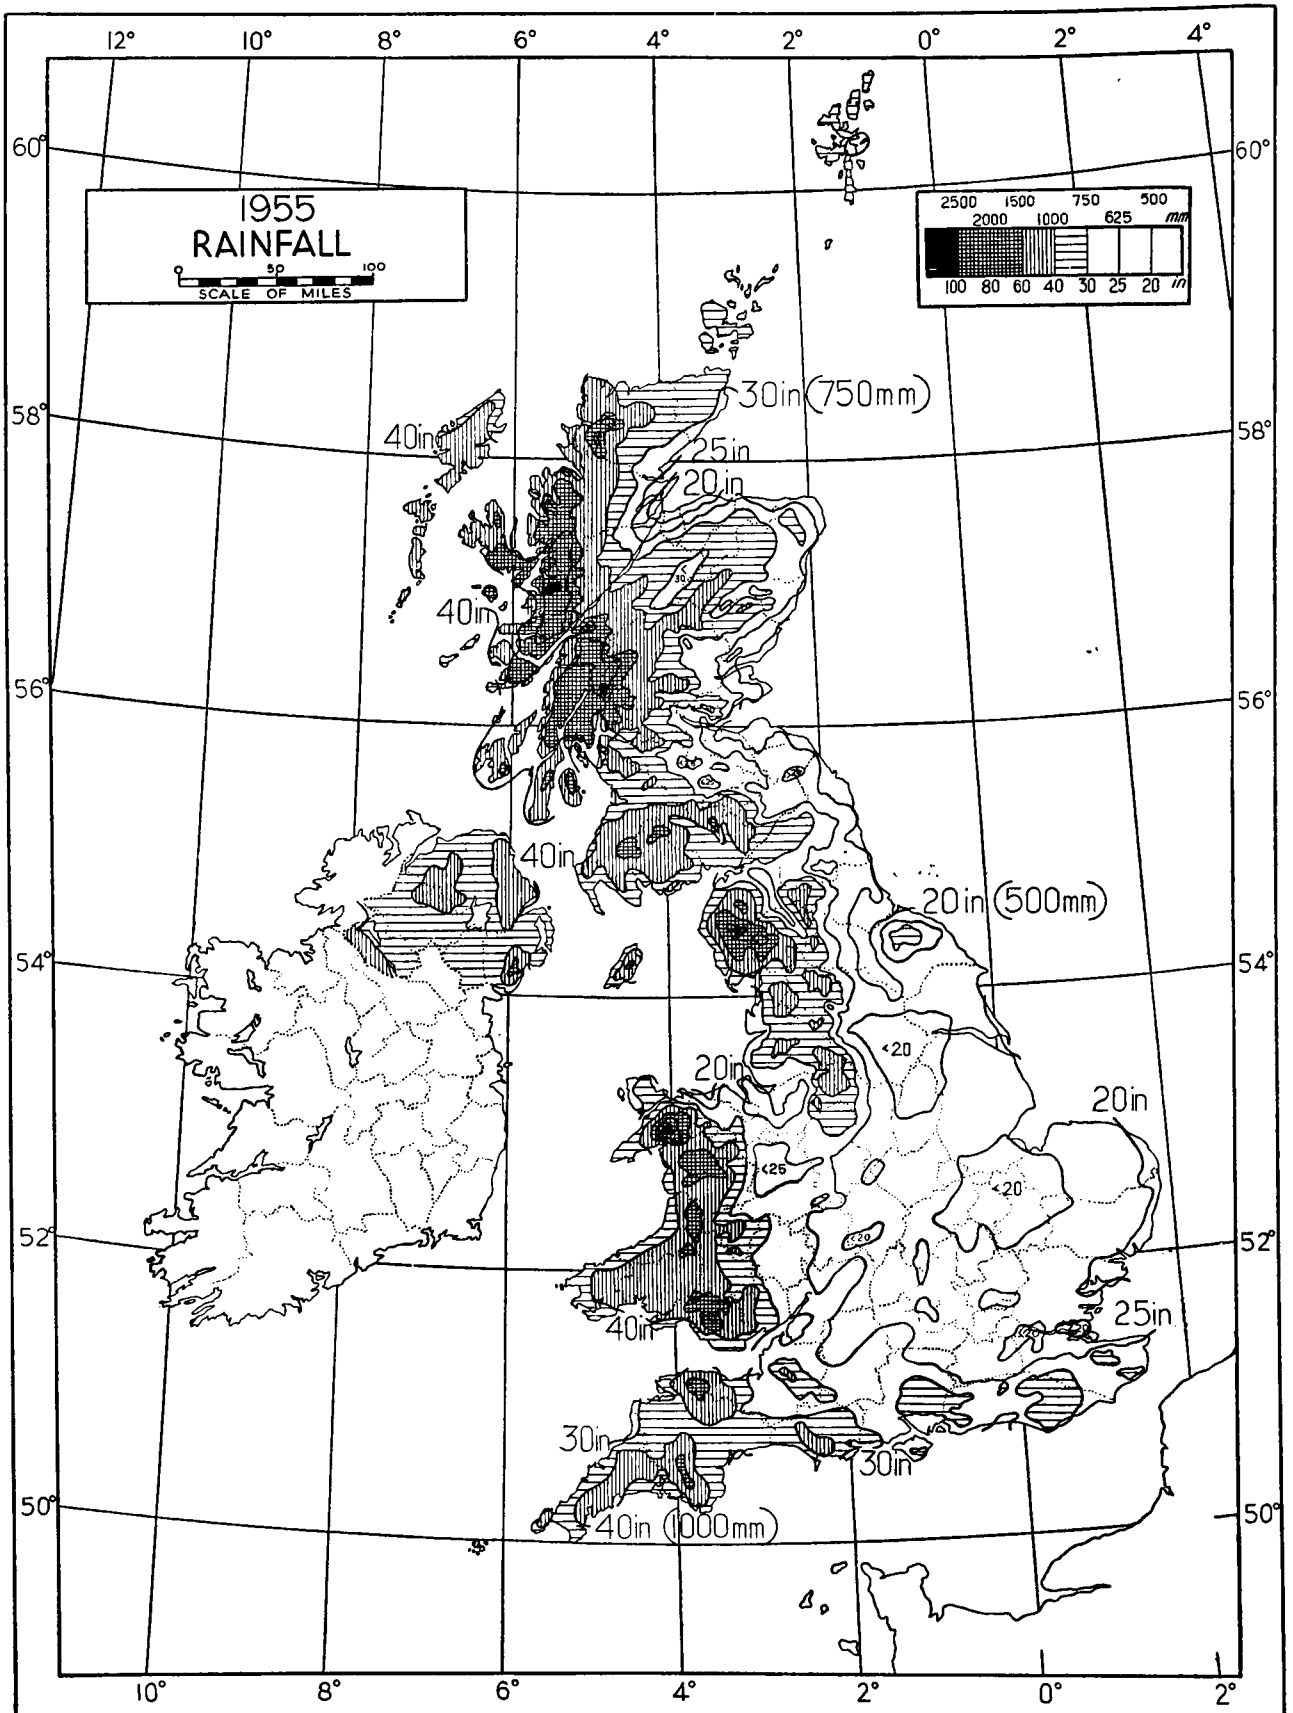 12° 10° 8° 6° 4° 2° 0° 2° 4°
60° 60°
1955
RAINFALL
0 50 100
SCALE OF MILES
2500 1500 750 500
2000 1000 625 mm
100 80 60 40 30 25 20 in
30in (750mm)
58° 58°
40in
25in
20in
30
40in
56° 56°
40in
20in (500mm)
54° 54°
<20
20in
20in
<25
<20
<20
52° 52°
25in
40in
30in
30in
50° 50°
40in (1000mm)
10° 8° 6° 4° 2° 0° 2°